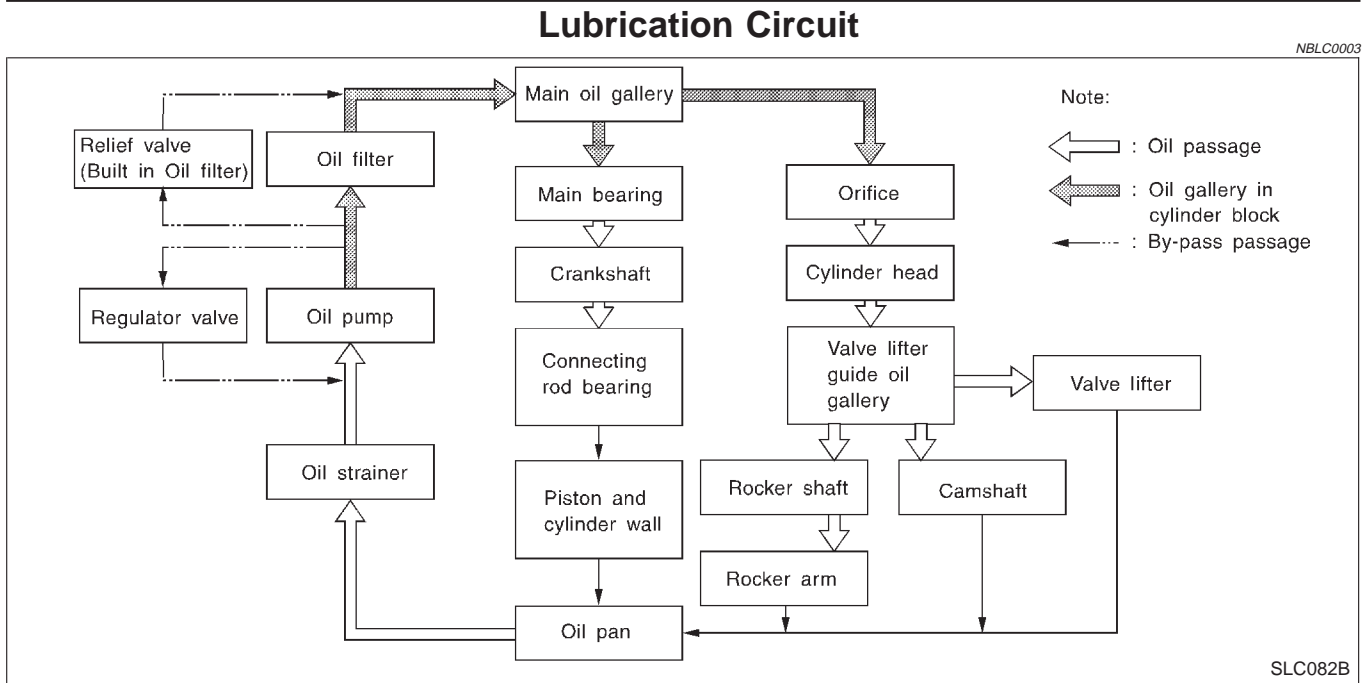 Lubrication Circuit
NBLC0003
Main oil gallery
Note:
Relief valve
(Built in Oil filter)
Oil filter
: Oil passage
Main bearing
Orifice
: Oil gallery in
cylinder block
: By-pass passage
Crankshaft
Cylinder head
Regulator valve
Oil pump
Connecting
rod bearing
Valve lifter
guide oil
gallery
Valve lifter
Oil strainer
Piston and
cylinder wall
Rocker shaft
Camshaft
Rocker arm
Oil pan
SLC082B